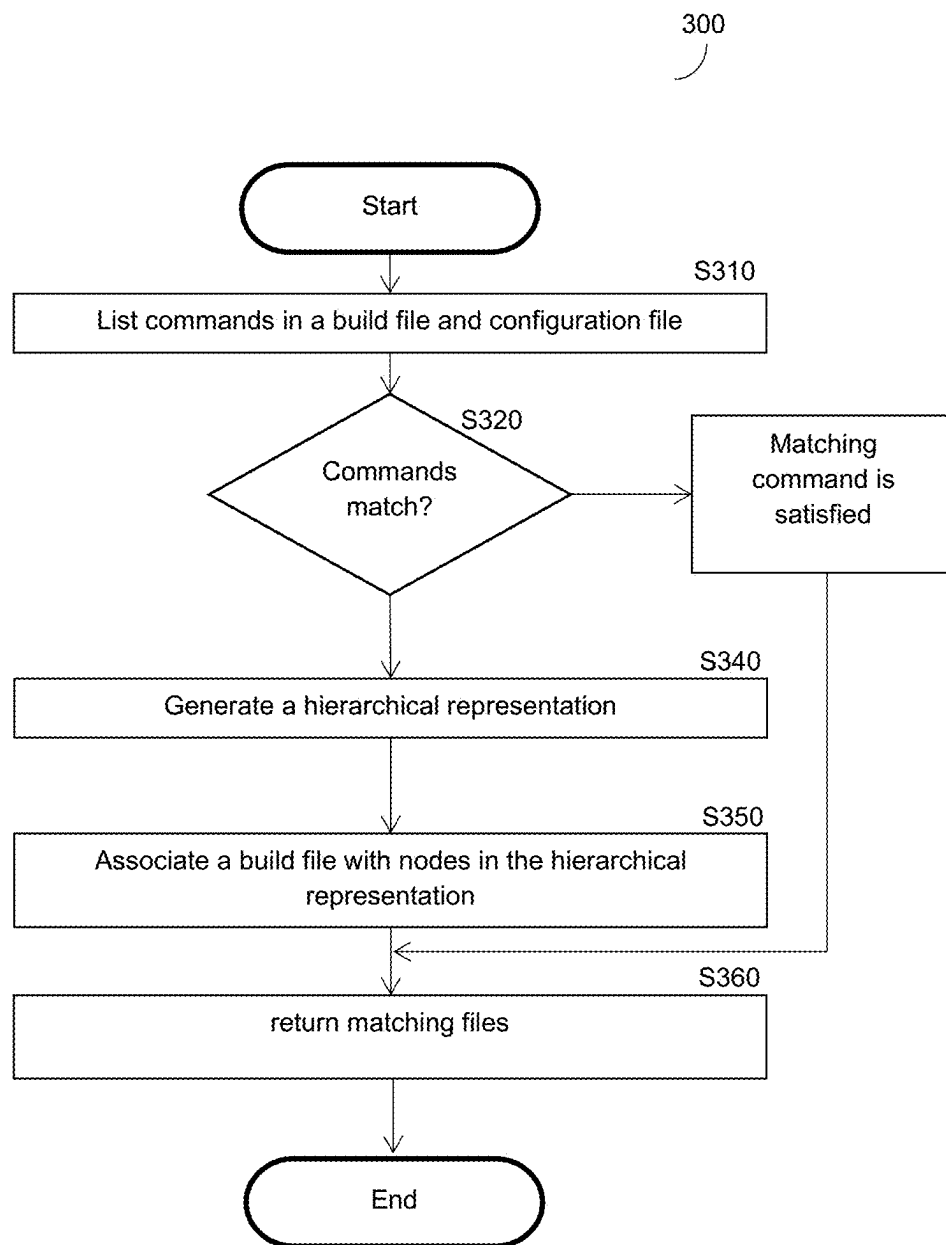 300
Start
S310
List commands in a build file and configuration file
S320
Commands
match?
Matching
command is
satisfied
S340
Generate a hierarchical representation
S350
Associate a build file with nodes in the hierarchical
representation
S360
return matching files
End